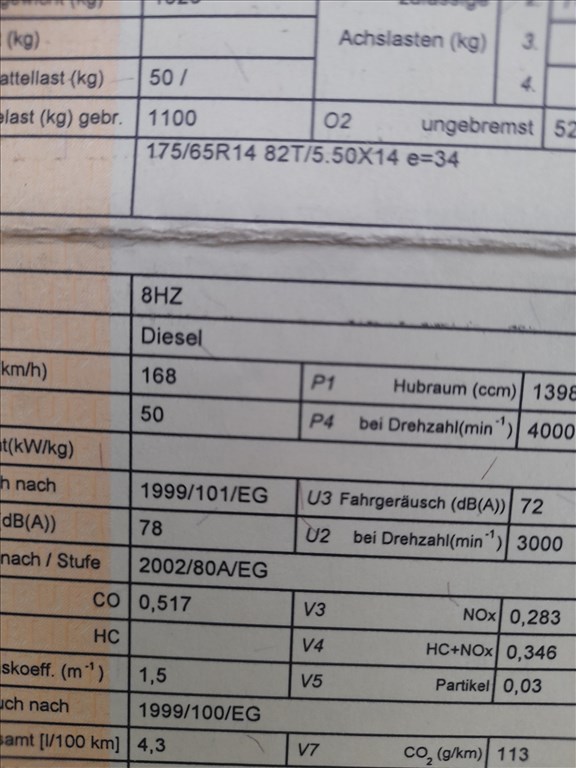 (kg)
Achslasten (kg) 3.
attellast (kg) 50 / 4.
elast (kg) gebr. 1100 O2 ungebremst 52
175/65R14 82T/5.50X14 e=34
8HZ
Diesel
km/h) 168 P1 Hubraum (ccm) 1398
50 P4 bei Drehzahl(min⁻¹) 4000
t(kW/kg)
h nach 1999/101/EG U3 Fahrgeräusch (dB(A)) 72
dB(A)) 78 U2 bei Drehzahl(min⁻¹) 3000
nach / Stufe 2002/80A/EG
CO 0,517 V3 NOx 0,283
HC V4 HC+NOx 0,346
skoeff. (m⁻¹) 1,5 V5 Partikel 0,03
uch nach 1999/100/EG
samt [l/100 km] 4,3 V7 CO₂ (g/km) 113